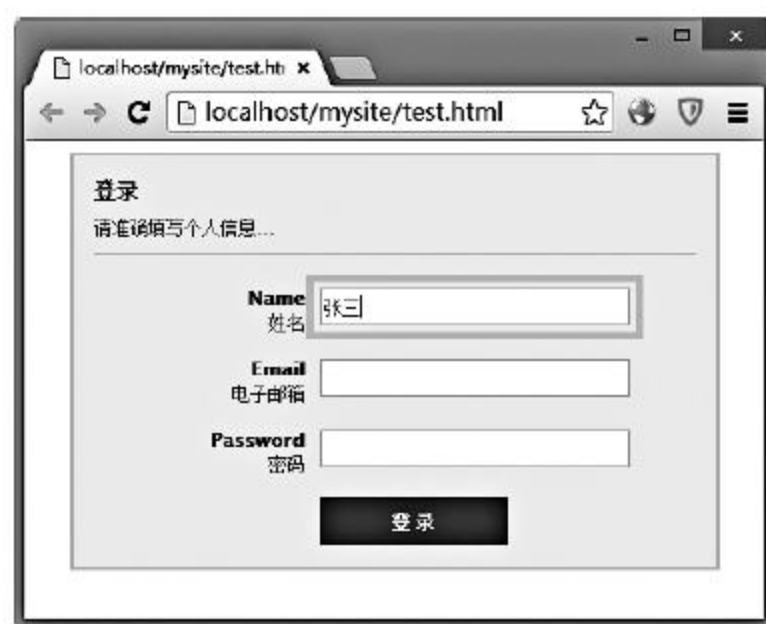 localhost/mysite/test.ht
localhost/mysite/test.html
登录
请准确填写个人信息...
Name
姓名
张三
Email
电子邮箱
Password
密码
登录